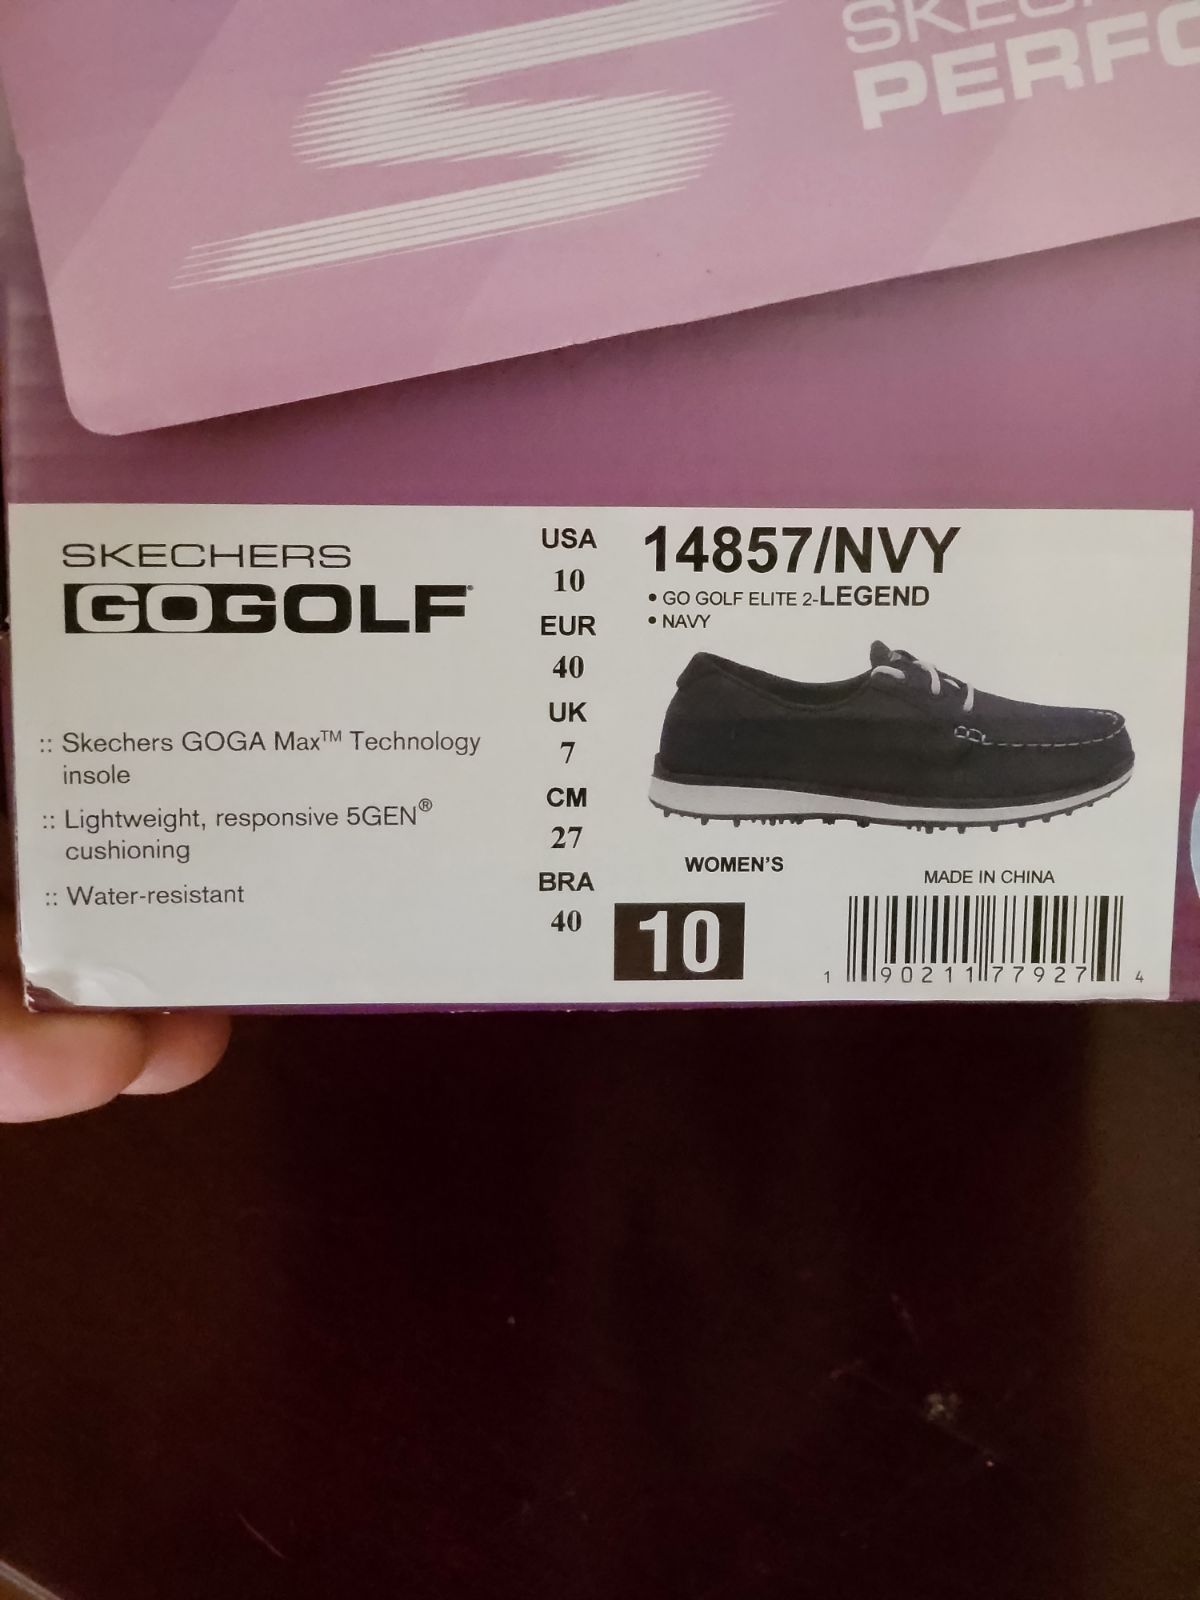 SKECHERS
GOGOLF®
:: Skechers GOGA Max™ Technology
insole
:: Lightweight, responsive 5GEN®
cushioning
:: Water-resistant
USA
10
EUR
40
UK
7
CM
27
BRA
40
14857/NVY
• GO GOLF ELITE 2-LEGEND
• NAVY
WOMEN'S
10
MADE IN CHINA
1 90211 77927 4